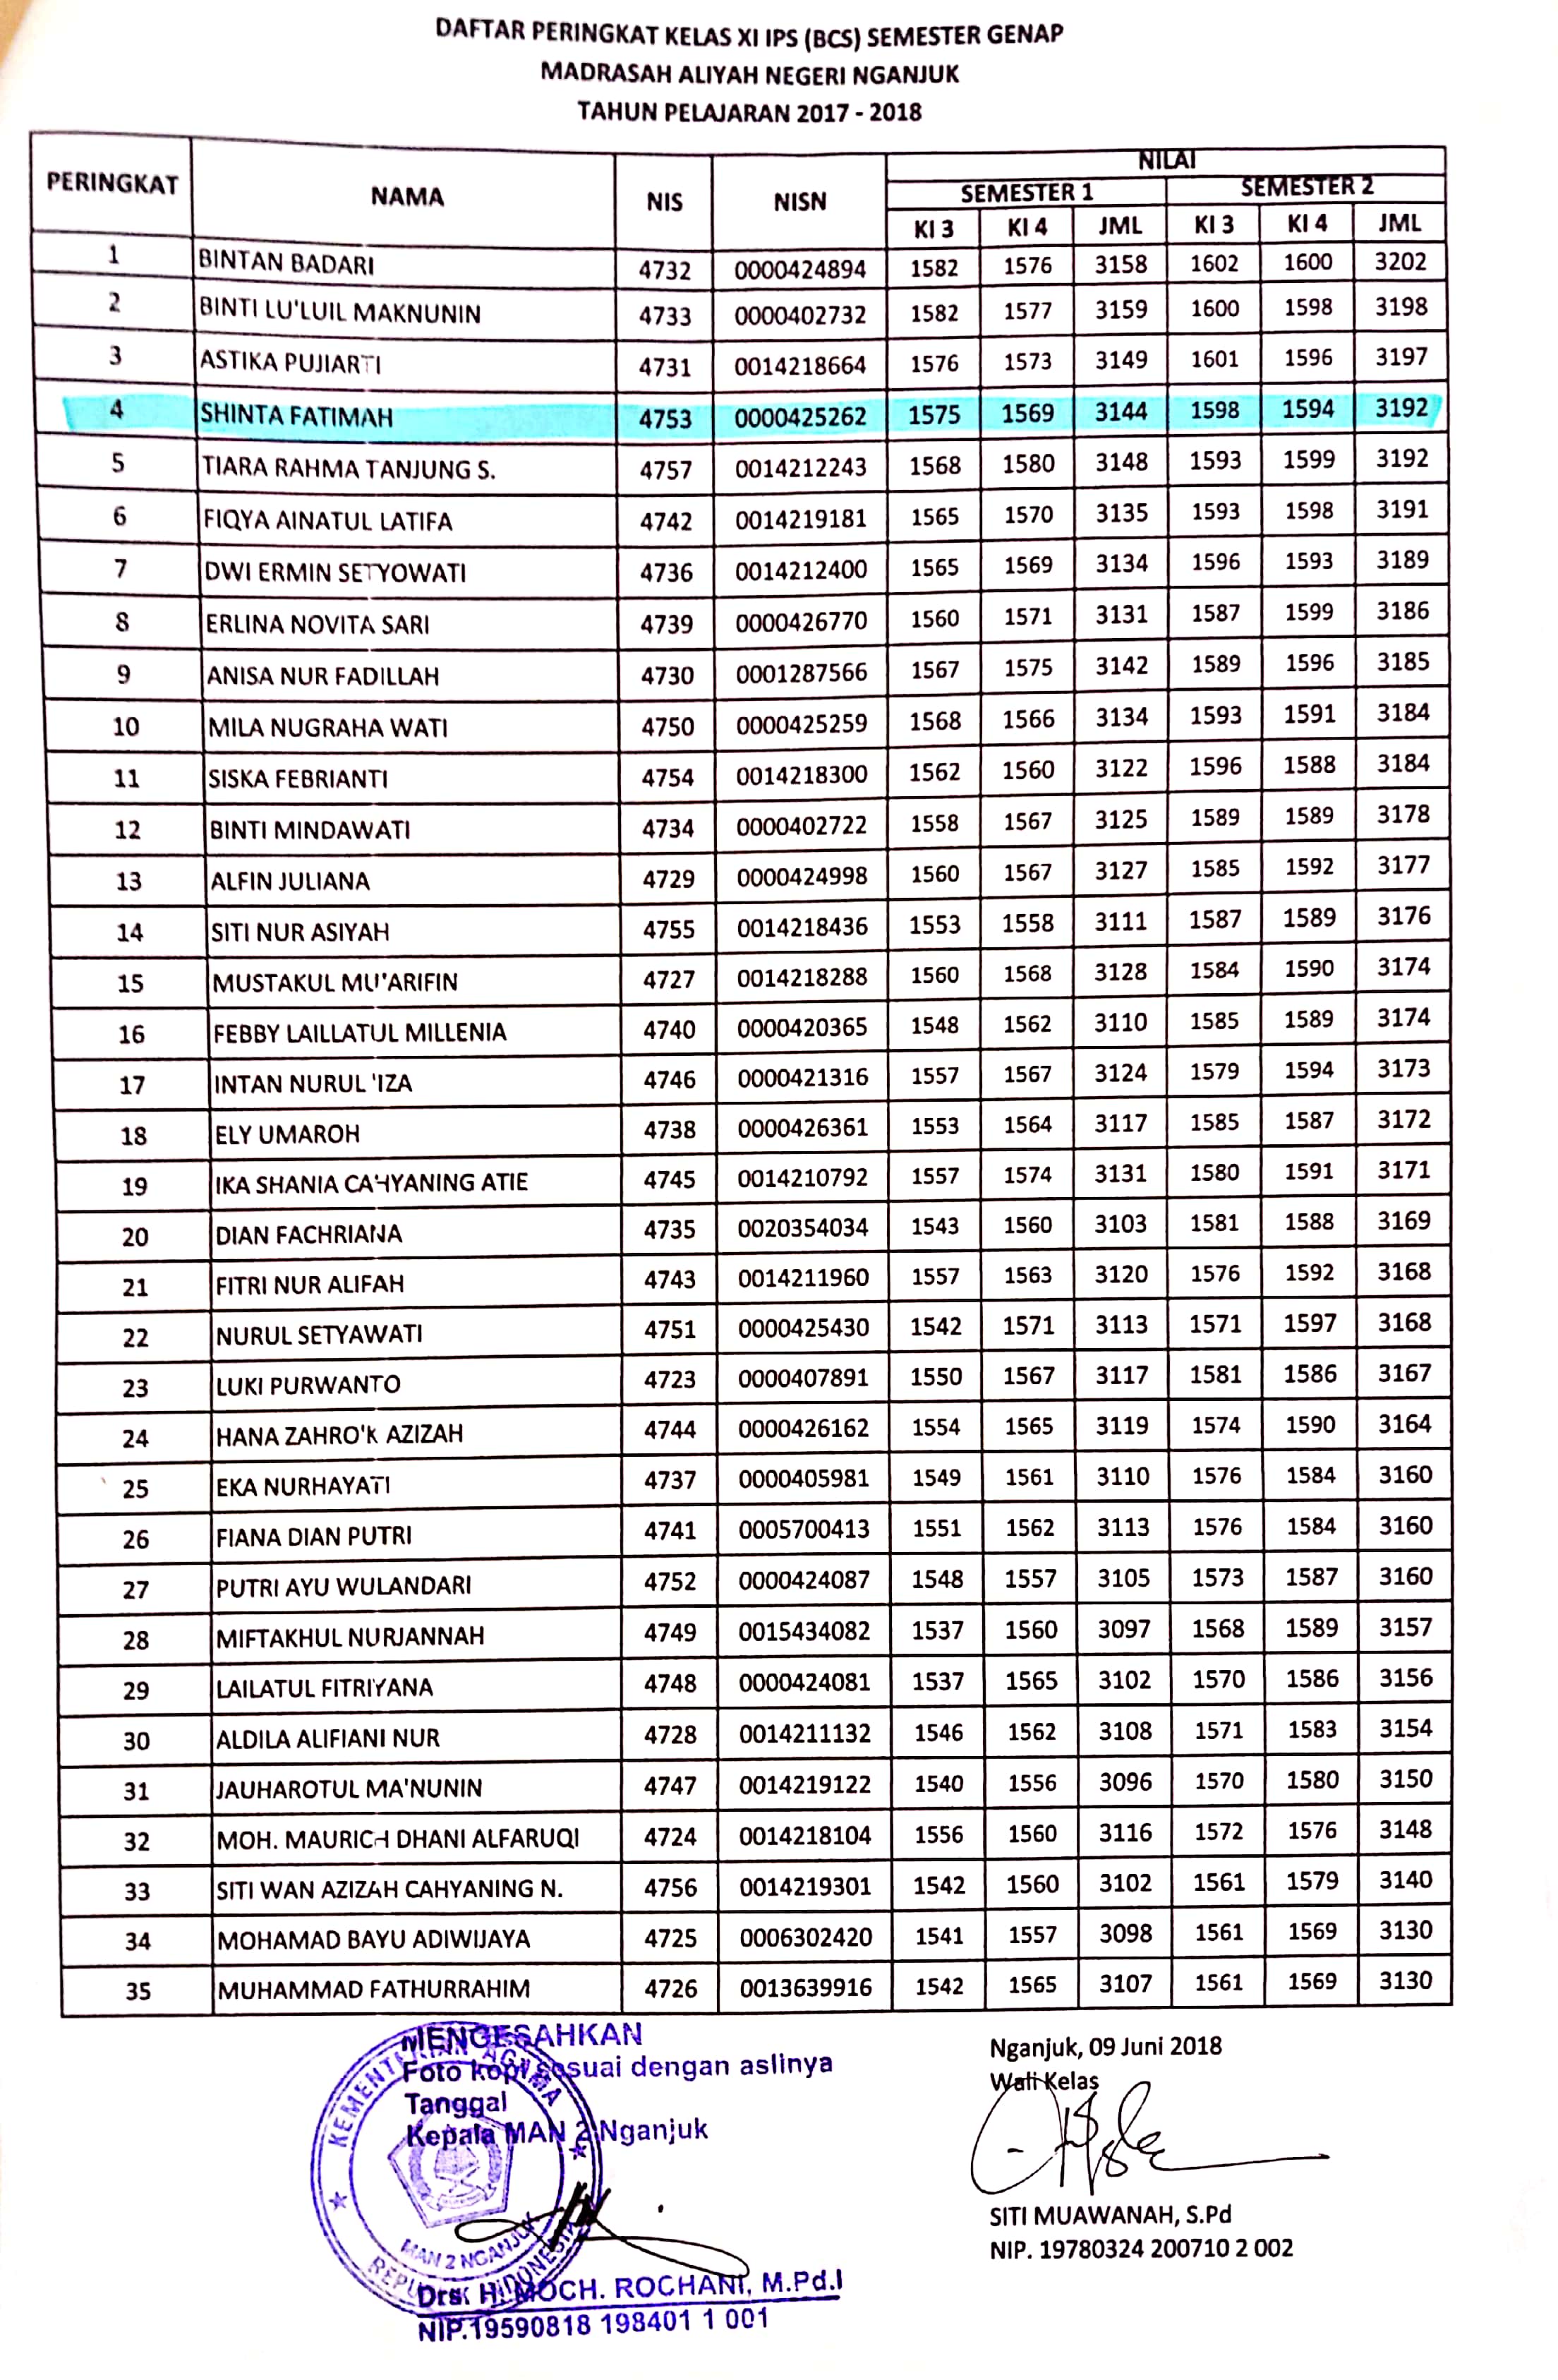 DAFTAR PERINGKAT KELAS XI IPS (BCS) SEMESTER GENAP
MADRASAH ALIYAH NEGERI NGANJUK
TAHUN PELAJARAN 2017 - 2018
PERINGKAT NAMA NIS NISN NILAI
SEMESTER 1 SEMESTER 2
KI 3 KI 4 JML KI 3 KI 4 JML
1 BINTAN BADARI 4732 0000424894 1582 1576 3158 1602 1600 3202
2 BINTI LU'LUIL MAKNUNIN 4733 0000402732 1582 1577 3159 1600 1598 3198
3 ASTIKA PUJIARTI 4731 0014218664 1576 1573 3149 1601 1596 3197
4 SHINTA FATIMAH 4753 0000425262 1575 1569 3144 1598 1594 3192
5 TIARA RAHMA TANJUNG S. 4757 0014212243 1568 1580 3148 1593 1599 3192
6 FIQYA AINATUL LATIFA 4742 0014219181 1565 1570 3135 1593 1598 3191
7 DWI ERMIN SETYOWATI 4736 0014212400 1565 1569 3134 1596 1593 3189
8 ERLINA NOVITA SARI 4739 0000426770 1560 1571 3131 1587 1599 3186
9 ANISA NUR FADILLAH 4730 0001287566 1567 1575 3142 1589 1596 3185
10 MILA NUGRAHA WATI 4750 0000425259 1568 1566 3134 1593 1591 3184
11 SISKA FEBRIANTI 4754 0014218300 1562 1560 3122 1596 1588 3184
12 BINTI MINDAWATI 4734 0000402722 1558 1567 3125 1589 1589 3178
13 ALFIN JULIANA 4729 0000424998 1560 1567 3127 1585 1592 3177
14 SITI NUR ASIYAH 4755 0014218436 1553 1558 3111 1587 1589 3176
15 MUSTAKUL MU'ARIFIN 4727 0014218288 1560 1568 3128 1584 1590 3174
16 FEBBY LAILLATUL MILLENIA 4740 0000420365 1548 1562 3110 1585 1589 3174
17 INTAN NURUL 'IZA 4746 0000421316 1557 1567 3124 1579 1594 3173
18 ELY UMAROH 4738 0000426361 1553 1564 3117 1585 1587 3172
19 IKA SHANIA CAHYANING ATIE 4745 0014210792 1557 1574 3131 1580 1591 3171
20 DIAN FACHRIANA 4735 0020354034 1543 1560 3103 1581 1588 3169
21 FITRI NUR ALIFAH 4743 0014211960 1557 1563 3120 1576 1592 3168
22 NURUL SETYAWATI 4751 0000425430 1542 1571 3113 1571 1597 3168
23 LUKI PURWANTO 4723 0000407891 1550 1567 3117 1581 1586 3167
24 HANA ZAHRO'K AZIZAH 4744 0000426162 1554 1565 3119 1574 1590 3164
25 EKA NURHAYATI 4737 0000405981 1549 1561 3110 1576 1584 3160
26 FIANA DIAN PUTRI 4741 0005700413 1551 1562 3113 1576 1584 3160
27 PUTRI AYU WULANDARI 4752 0000424087 1548 1557 3105 1573 1587 3160
28 MIFTAKHUL NURJANNAH 4749 0015434082 1537 1560 3097 1568 1589 3157
29 LAILATUL FITRIYANA 4748 0000424081 1537 1565 3102 1570 1586 3156
30 ALDILA ALIFIANI NUR 4728 0014211132 1546 1562 3108 1571 1583 3154
31 JAUHAROTUL MA'NUNIN 4747 0014219122 1540 1556 3096 1570 1580 3150
32 MOH. MAURICH DHANI ALFARUQI 4724 0014218104 1556 1560 3116 1572 1576 3148
33 SITI WAN AZIZAH CAHYANING N. 4756 0014219301 1542 1560 3102 1561 1579 3140
34 MOHAMAD BAYU ADIWIJAYA 4725 0006302420 1541 1557 3098 1561 1569 3130
35 MUHAMMAD FATHURRAHIM 4726 0013639916 1542 1565 3107 1561 1569 3130
MENGESAHKAN
Foto kopi sesuai dengan aslinya
Tanggal
Kepala MAN 2 Nganjuk
KEMENTERIAN AGAMA
MAN 2 NGANJUK
REPUBLIK INDONESIA
Drs. H. MOCH. ROCHANI, M.Pd.I
NIP.19590818 198401 1 001
Nganjuk, 09 Juni 2018
Wali Kelas
SITI MUAWANAH, S.Pd
NIP. 19780324 200710 2 002